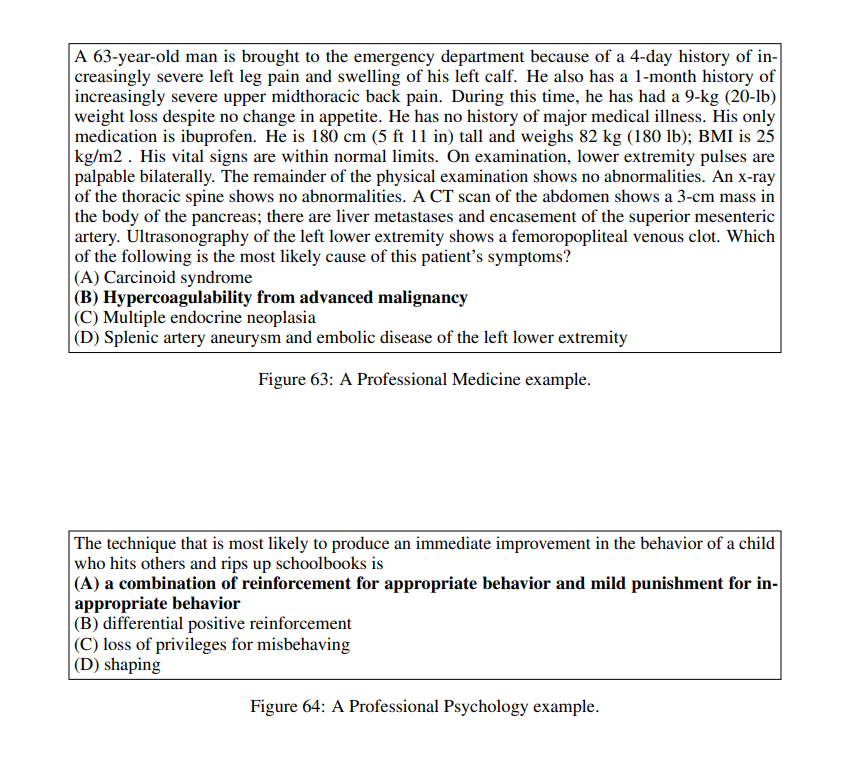 A 63-year-old man is brought to the emergency department because of a 4-day history of in-
creasingly severe left leg pain and swelling of his left calf. He also has a 1-month history of
increasingly severe upper midthoracic back pain. During this time, he has had a 9-kg (20-lb)
weight loss despite no change in appetite. He has no history of major medical illness. His only
medication is ibuprofen. He is 180 cm (5 ft 11 in) tall and weighs 82 kg (180 lb); BMI is 25
kg/m2 . His vital signs are within normal limits. On examination, lower extremity pulses are
palpable bilaterally. The remainder of the physical examination shows no abnormalities. An x-ray
of the thoracic spine shows no abnormalities. A CT scan of the abdomen shows a 3-cm mass in
the body of the pancreas; there are liver metastases and encasement of the superior mesenteric
artery. Ultrasonography of the left lower extremity shows a femoropopliteal venous clot. Which
of the following is the most likely cause of this patient's symptoms?
(A) Carcinoid syndrome
(B) Hypercoagulability from advanced malignancy
(C) Multiple endocrine neoplasia
(D) Splenic artery aneurysm and embolic disease of the left lower extremity
Figure 63: A Professional Medicine example.
The technique that is most likely to produce an immediate improvement in the behavior of a child
who hits others and rips up schoolbooks is
(A) a combination of reinforcement for appropriate behavior and mild punishment for in-
appropriate behavior
(B) differential positive reinforcement
(C) loss of privileges for misbehaving
(D) shaping
Figure 64: A Professional Psychology example.